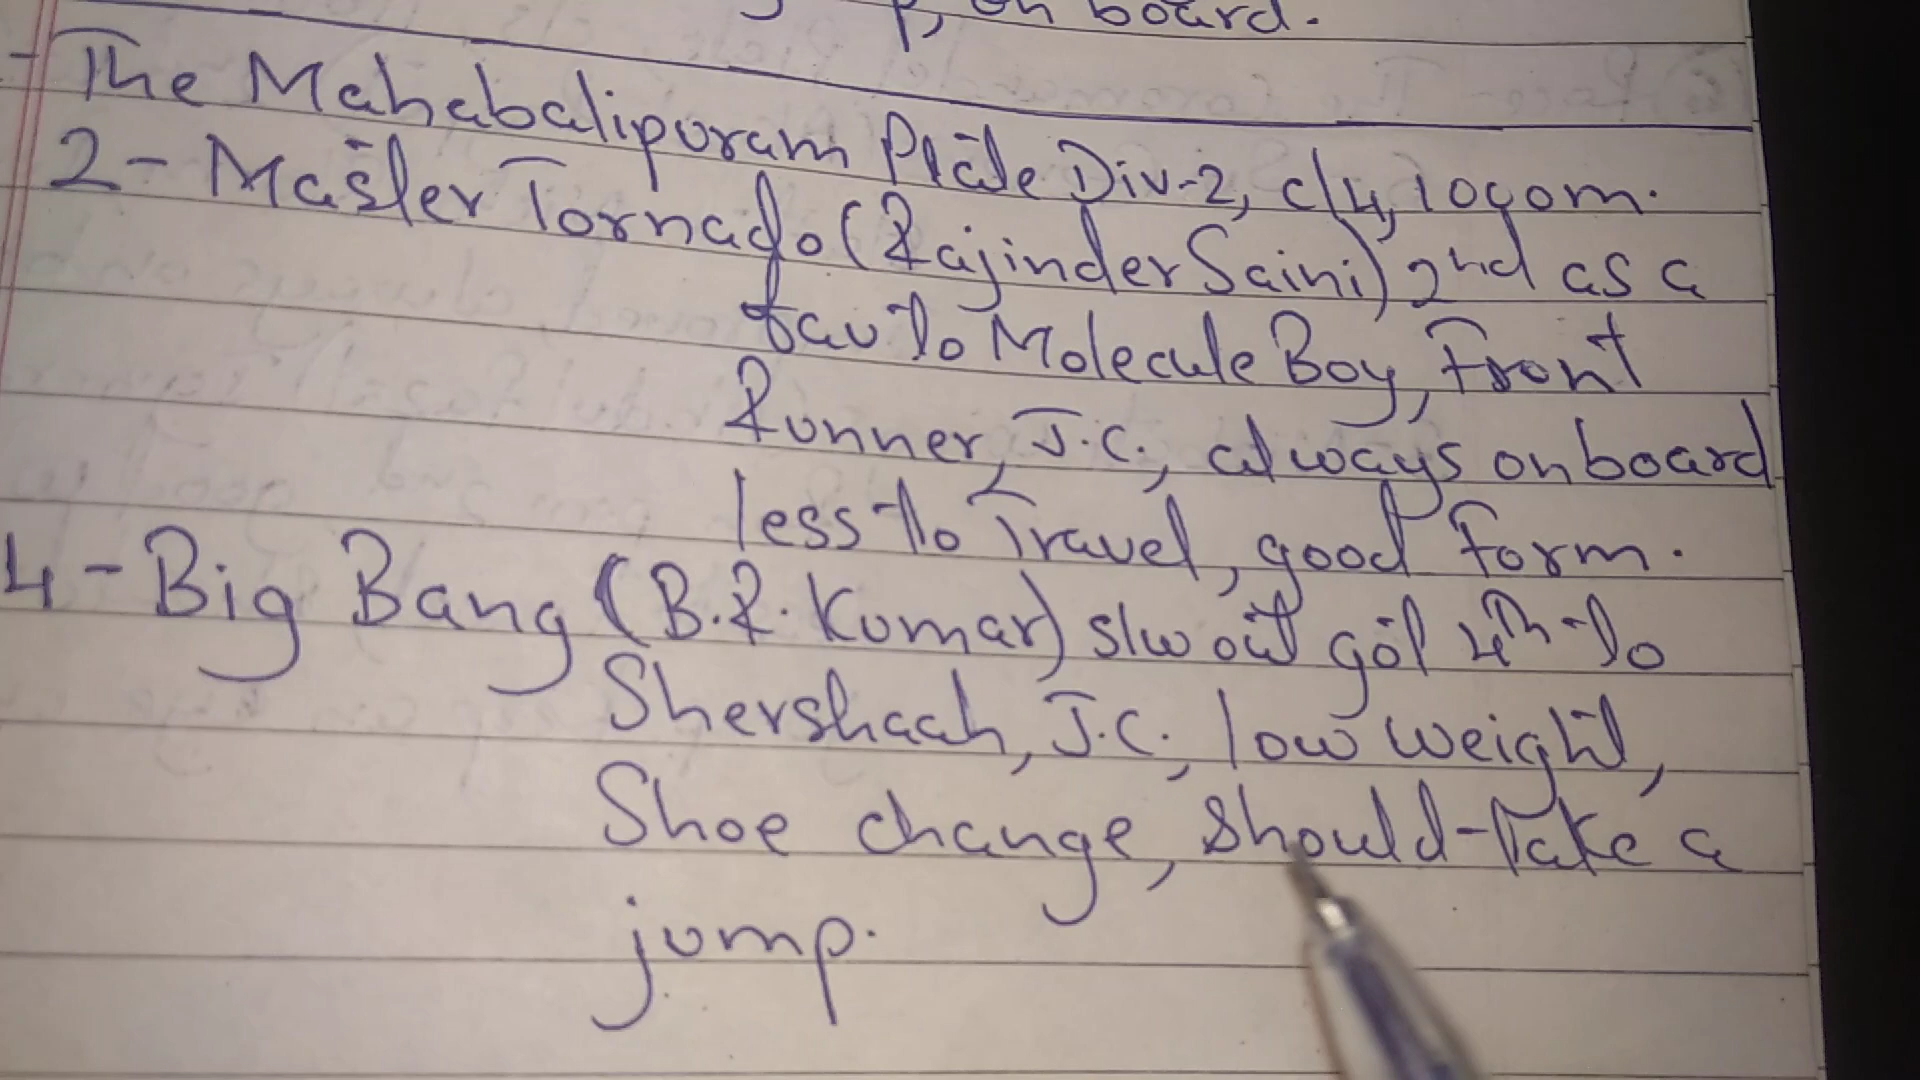 p, on board.
- The Mahabalipuram Plate Div-2, c/4, 1000m.
2- Master Tornado (Rajinder Saini) 2nd as a
fav to Molecule Boy, Front
Runner, J.C., always on board
less to Travel, good form.
4- Big Bang (B.R. Kumar) slw out got 4th to
Shershaah, J.C., low weight,
Shoe change, should take a
jump.